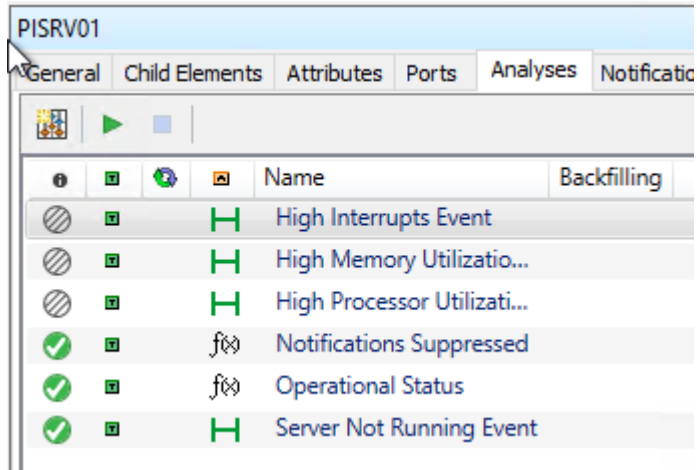 PISRV01
General Child Elements Attributes Ports Analyses Notificatio
Name Backfilling
High Interrupts Event
High Memory Utilizatio...
High Processor Utilizati...
f(x) Notifications Suppressed
f(x) Operational Status
Server Not Running Event